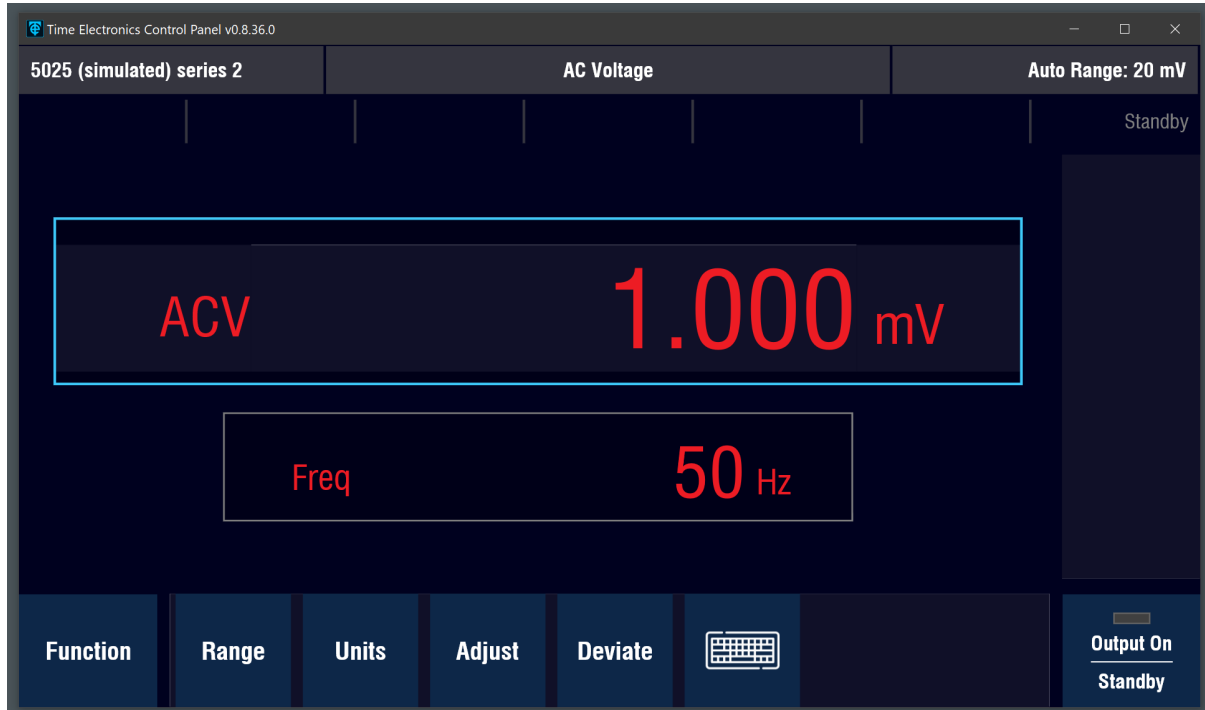 Time Electronics Control Panel v0.8.36.0
5025 (simulated) series 2 AC Voltage Auto Range: 20 mV
Standby
ACV 1.000 mV
Freq 50 Hz
Function Range Units Adjust Deviate Output On
Standby